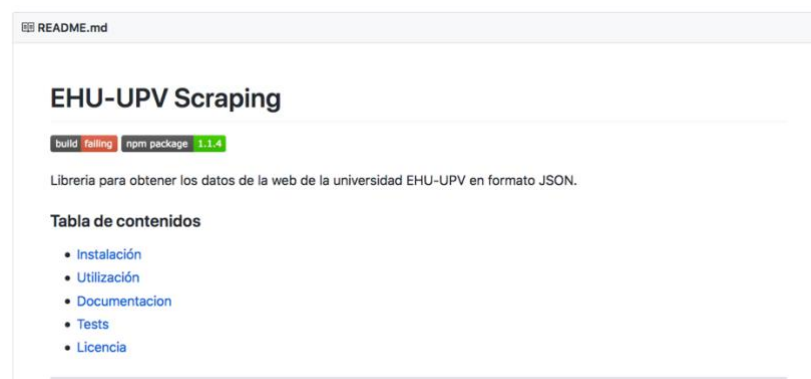 README.md
EHU-UPV Scraping
build failing npm package 1.1.4
Libreria para obtener los datos de la web de la universidad EHU-UPV en formato JSON.
Tabla de contenidos
Instalación
Utilización
Documentacion
Tests
Licencia